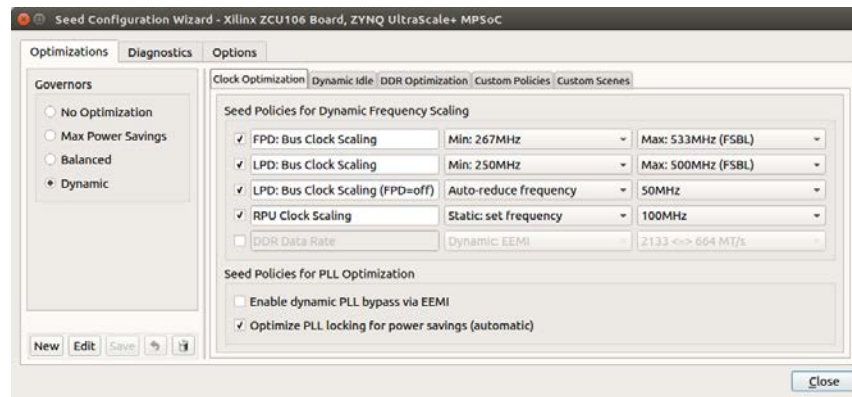 Seed Configuration Wizard - Xilinx ZCU106 Board, ZYNQ UltraScale+ MPSoC
Optimizations Diagnostics Options
Governors
No Optimization
Max Power Savings
Balanced
Dynamic
New Edit Save
Clock Optimization Dynamic Idle DDR Optimization Custom Policies Custom Scenes
Seed Policies for Dynamic Frequency Scaling
FPD: Bus Clock Scaling Min: 267MHz Max: 533MHz (FSBL)
LPD: Bus Clock Scaling Min: 250MHz Max: 500MHz (FSBL)
LPD: Bus Clock Scaling (FPD=off) Auto-reduce frequency 50MHz
RPU Clock Scaling Static: set frequency 100MHz
DDR Data Rate Dynamic: EEMI 2133 <=> 664 MT/s
Seed Policies for PLL Optimization
Enable dynamic PLL bypass via EEMI
Optimize PLL locking for power savings (automatic)
Close